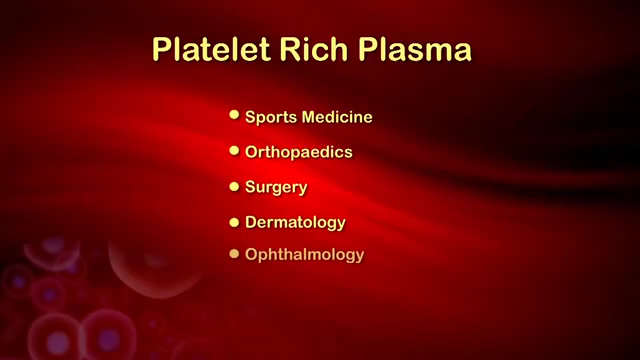 Platelet Rich Plasma
Sports Medicine
Orthopaedics
Surgery
Dermatology
Ophthalmology